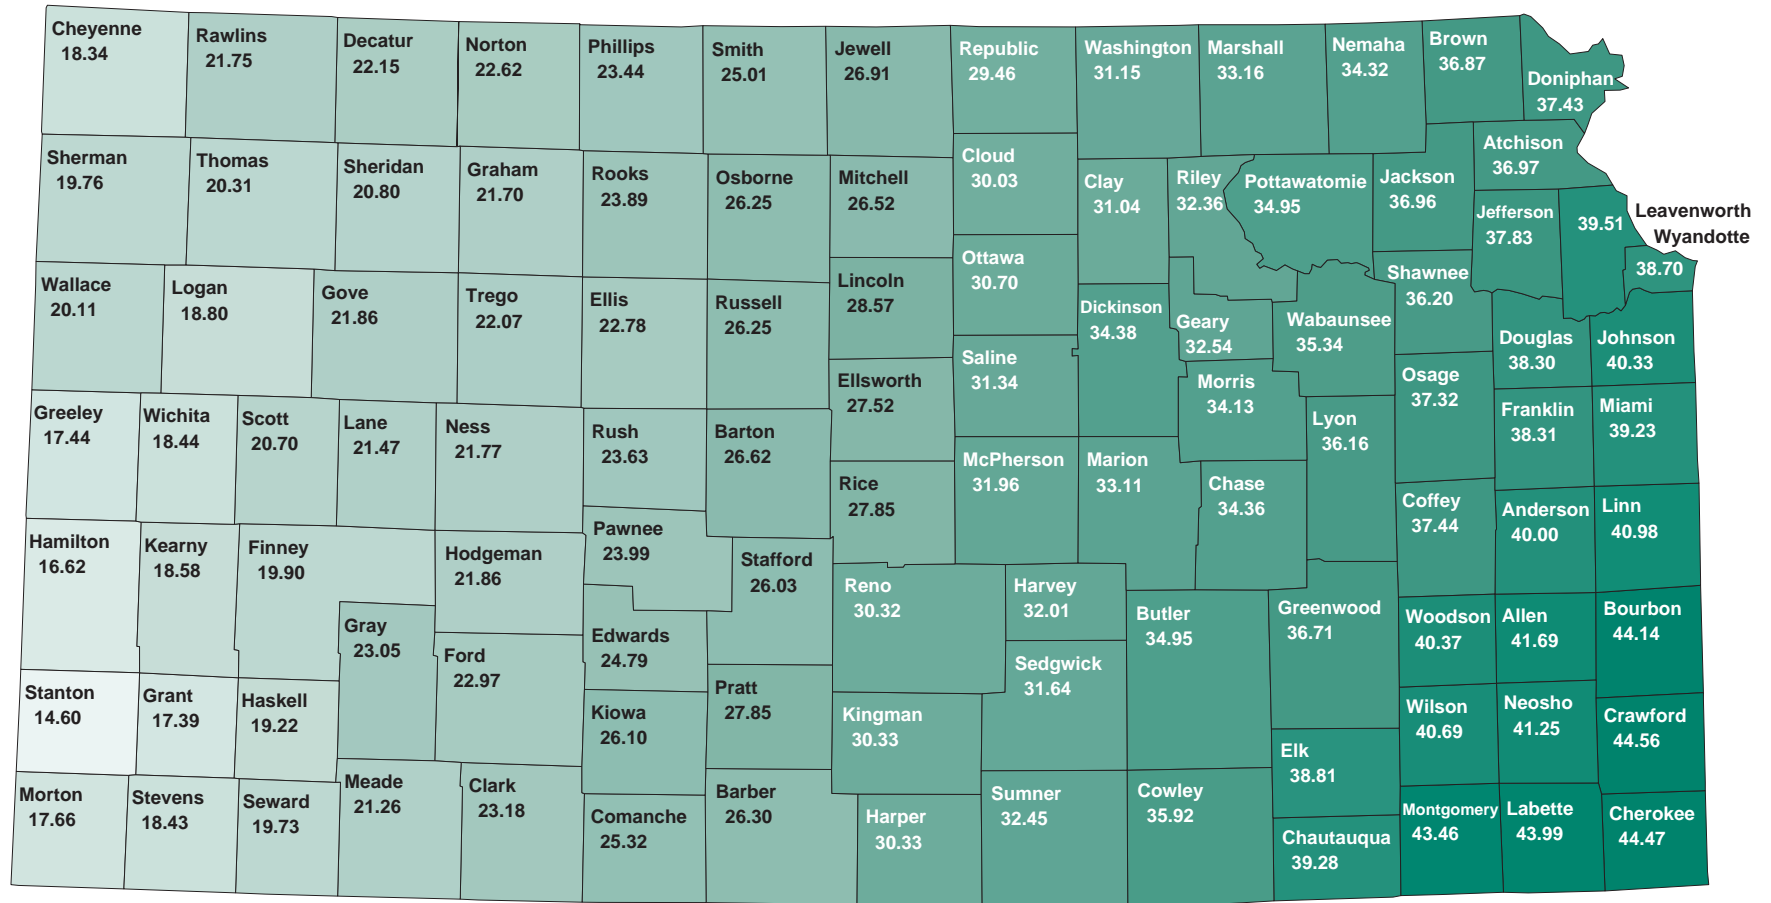 Cheyenne
18.34
Rawlins
21.75
Decatur
22.15
Norton
22.62
Phillips
23.44
Smith
25.01
Jewell
26.91
Republic
29.46
Washington
31.15
Marshall
33.16
Nemaha
34.32
Brown
36.87
Doniphan
37.43
Sherman
19.76
Thomas
20.31
Sheridan
20.80
Graham
21.70
Rooks
23.89
Osborne
26.25
Mitchell
26.52
Cloud
30.03
Clay
31.04
Riley
32.36
Pottawatomie
34.95
Jackson
36.96
Atchison
36.97
Jefferson
37.83
39.51
Leavenworth
Wyandotte
38.70
Wallace
20.11
Logan
18.80
Gove
21.86
Trego
22.07
Ellis
22.78
Russell
26.25
Lincoln
28.57
Ottawa
30.70
Dickinson
34.38
Geary
32.54
Wabaunsee
35.34
Shawnee
36.20
Douglas
38.30
Johnson
40.33
Ellsworth
27.52
Saline
31.34
Morris
34.13
Osage
37.32
Franklin
38.31
Miami
39.23
Greeley
17.44
Wichita
18.44
Scott
20.70
Lane
21.47
Ness
21.77
Rush
23.63
Barton
26.62
Rice
27.85
McPherson
31.96
Marion
33.11
Chase
34.36
Lyon
36.16
Coffey
37.44
Anderson
40.00
Linn
40.98
Hamilton
16.62
Kearny
18.58
Finney
19.90
Hodgeman
21.86
Pawnee
23.99
Stafford
26.03
Reno
30.32
Harvey
32.01
Butler
34.95
Greenwood
36.71
Woodson
40.37
Allen
41.69
Bourbon
44.14
Gray
23.05
Ford
22.97
Edwards
24.79
Sedgwick
31.64
Stanton
14.60
Grant
17.39
Haskell
19.22
Kiowa
26.10
Pratt
27.85
Kingman
30.33
Elk
38.81
Wilson
40.69
Neosho
41.25
Crawford
44.56
Morton
17.66
Stevens
18.43
Seward
19.73
Meade
21.26
Clark
23.18
Comanche
25.32
Barber
26.30
Harper
30.33
Sumner
32.45
Cowley
35.92
Chautauqua
39.28
Montgomery
43.46
Labette
43.99
Cherokee
44.47